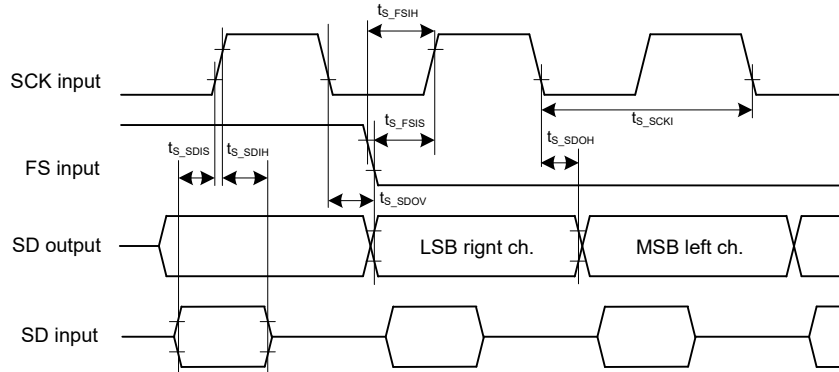 tS_FSIH
SCK input
tS_SCKI
tS_FSIS
tS_SDOH
tS_SDIS tS_SDIH
FS input
tS_SDOV
SD output
LSB rignt ch.
MSB left ch.
SD input